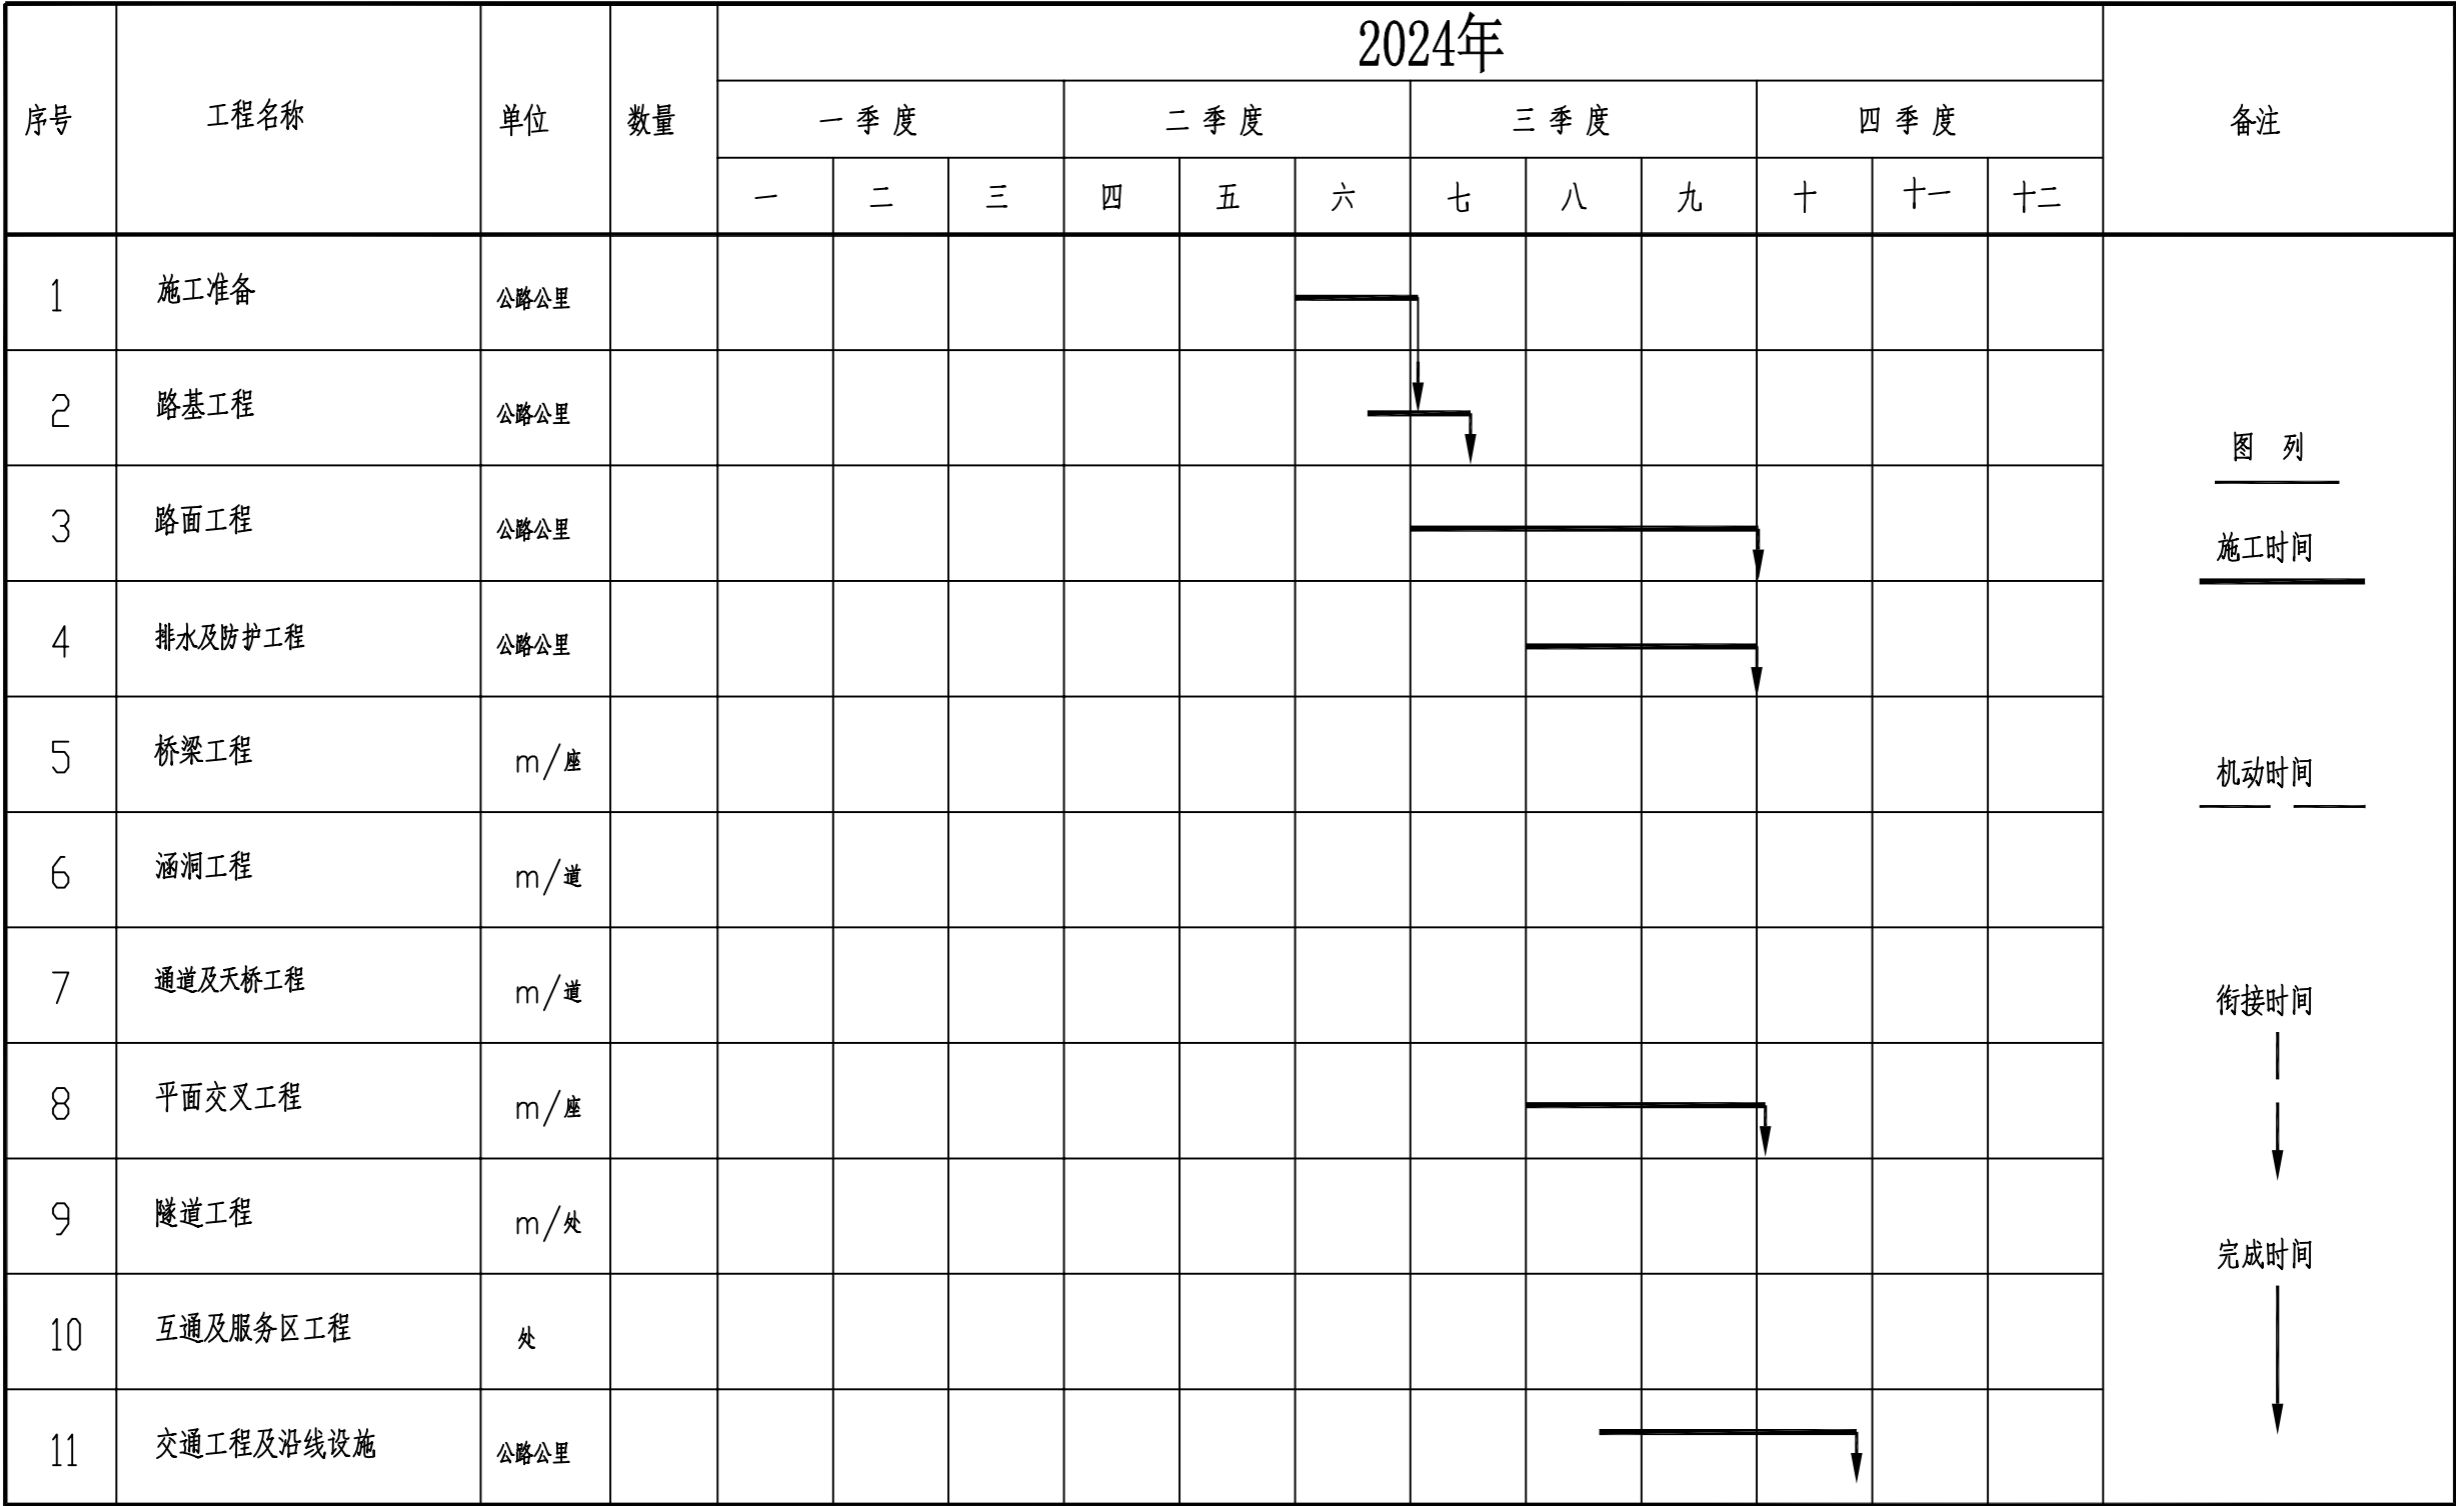 2024年
序号 工程名称 单位 数量 一季度 二季度 三季度 四季度 备注
一 二 三 四 五 六 七 八 九 十 十一 十二
1 施工准备 公路公里
2 路基工程 公路公里
图 列
3 路面工程 公路公里
施工时间
4 排水及防护工程 公路公里
5 桥梁工程 m/座
机动时间
6 涵洞工程 m/道
7 通道及天桥工程 m/道
衔接时间
8 平面交叉工程 m/座
9 隧道工程 m/处
完成时间
10 互通及服务区工程 处
11 交通工程及沿线设施 公路公里